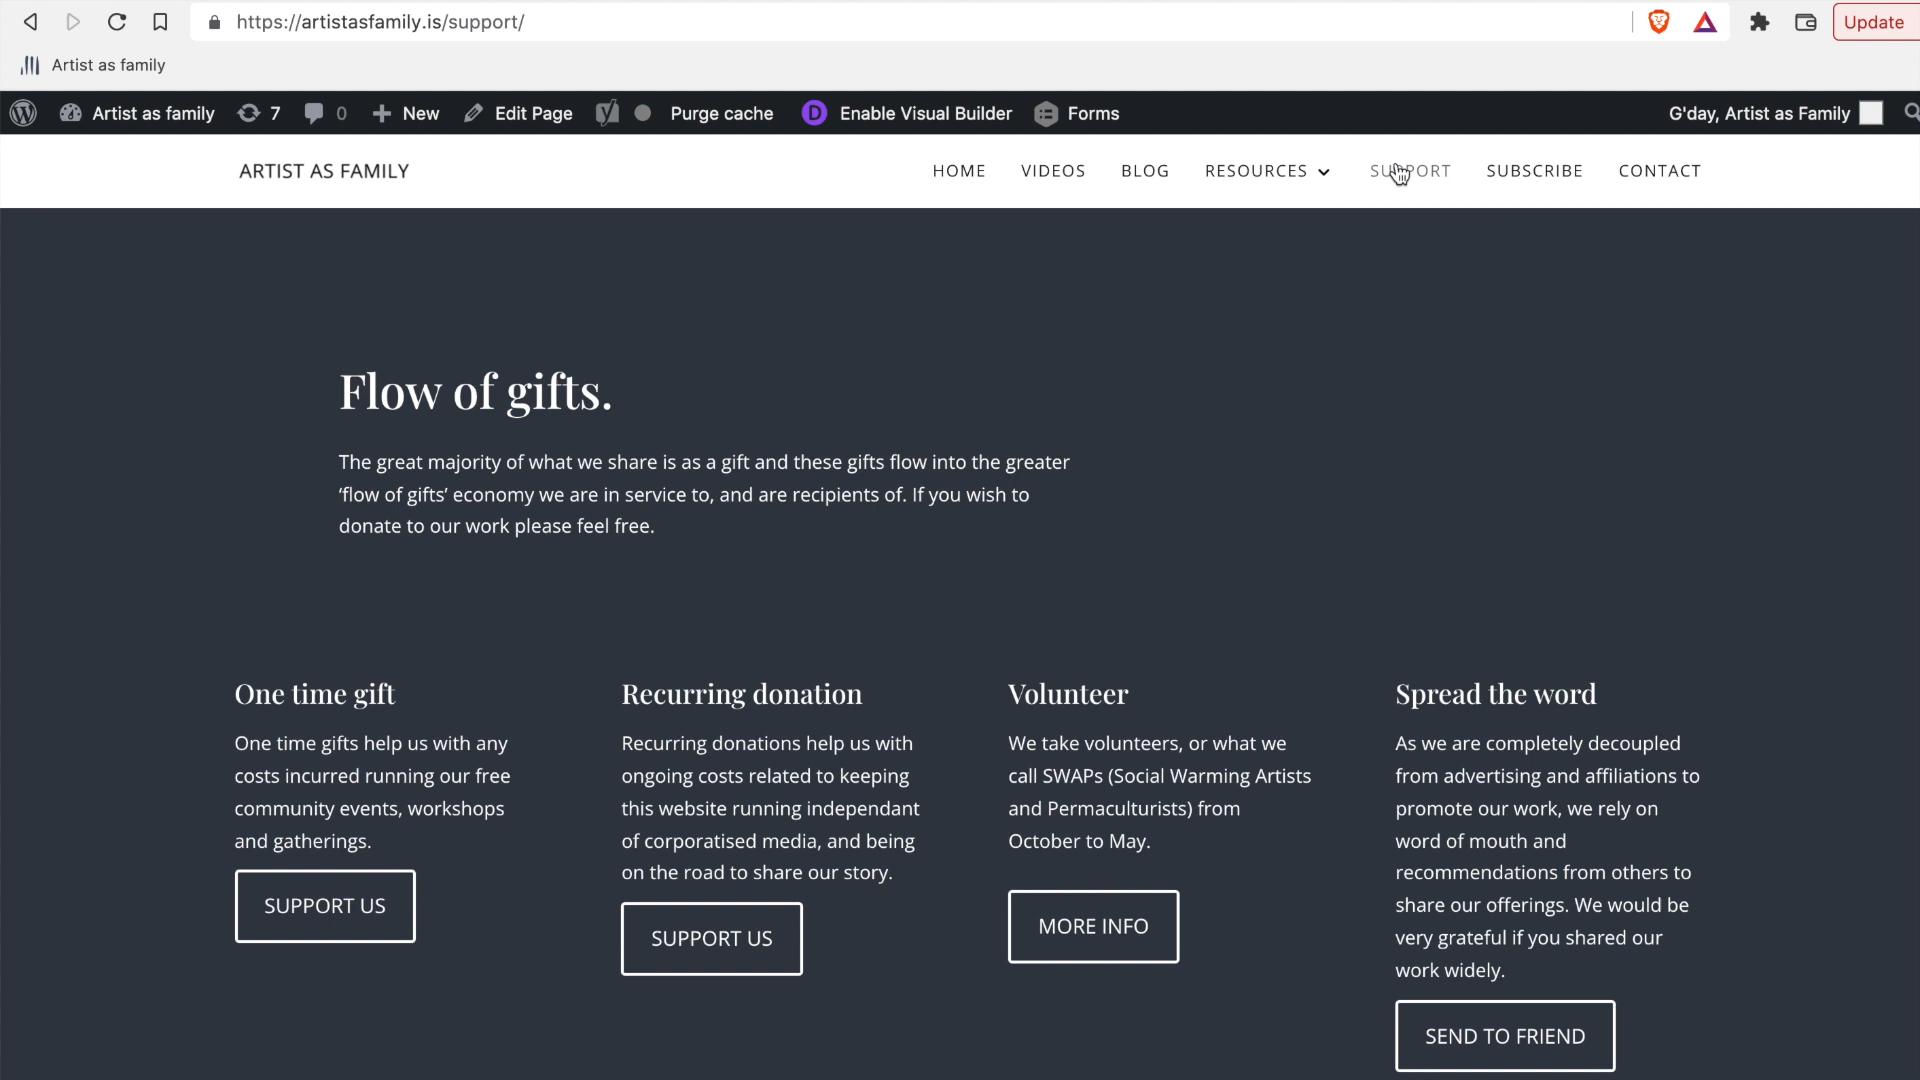 https://artistasfamily.is/support/
Update
Artist as family
Artist as family 7 0 New Edit Page Purge cache D Enable Visual Builder Forms G'day, Artist as Family
ARTIST AS FAMILY HOME VIDEOS BLOG RESOURCES SUPPORT SUBSCRIBE CONTACT
Flow of gifts.
The great majority of what we share is as a gift and these gifts flow into the greater
‘flow of gifts’ economy we are in service to, and are recipients of. If you wish to
donate to our work please feel free.
One time gift
One time gifts help us with any
costs incurred running our free
community events, workshops
and gatherings.
SUPPORT US
Recurring donation
Recurring donations help us with
ongoing costs related to keeping
this website running independant
of corporatised media, and being
on the road to share our story.
SUPPORT US
Volunteer
We take volunteers, or what we
call SWAPs (Social Warming Artists
and Permaculturists) from
October to May.
MORE INFO
Spread the word
As we are completely decoupled
from advertising and affiliations to
promote our work, we rely on
word of mouth and
recommendations from others to
share our offerings. We would be
very grateful if you shared our
work widely.
SEND TO FRIEND